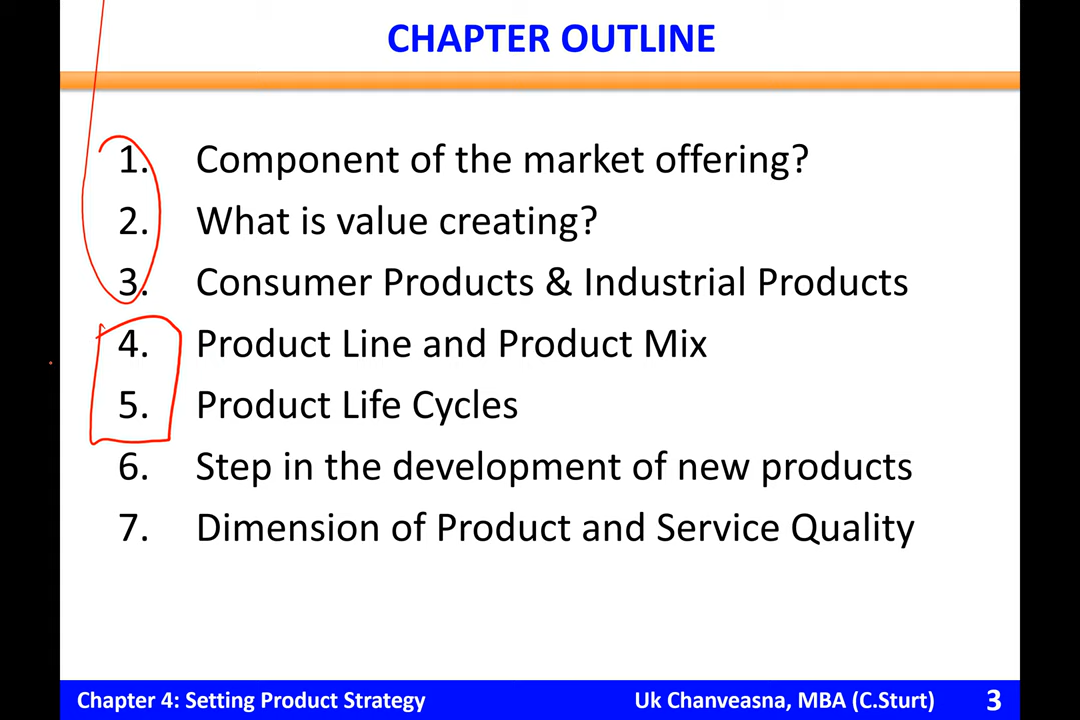 CHAPTER OUTLINE
1. Component of the market offering?
2. What is value creating?
3. Consumer Products & Industrial Products
4. Product Line and Product Mix
5. Product Life Cycles
6. Step in the development of new products
7. Dimension of Product and Service Quality
Chapter 4: Setting Product Strategy Uk Chanveasna, MBA (C.Sturt) 3